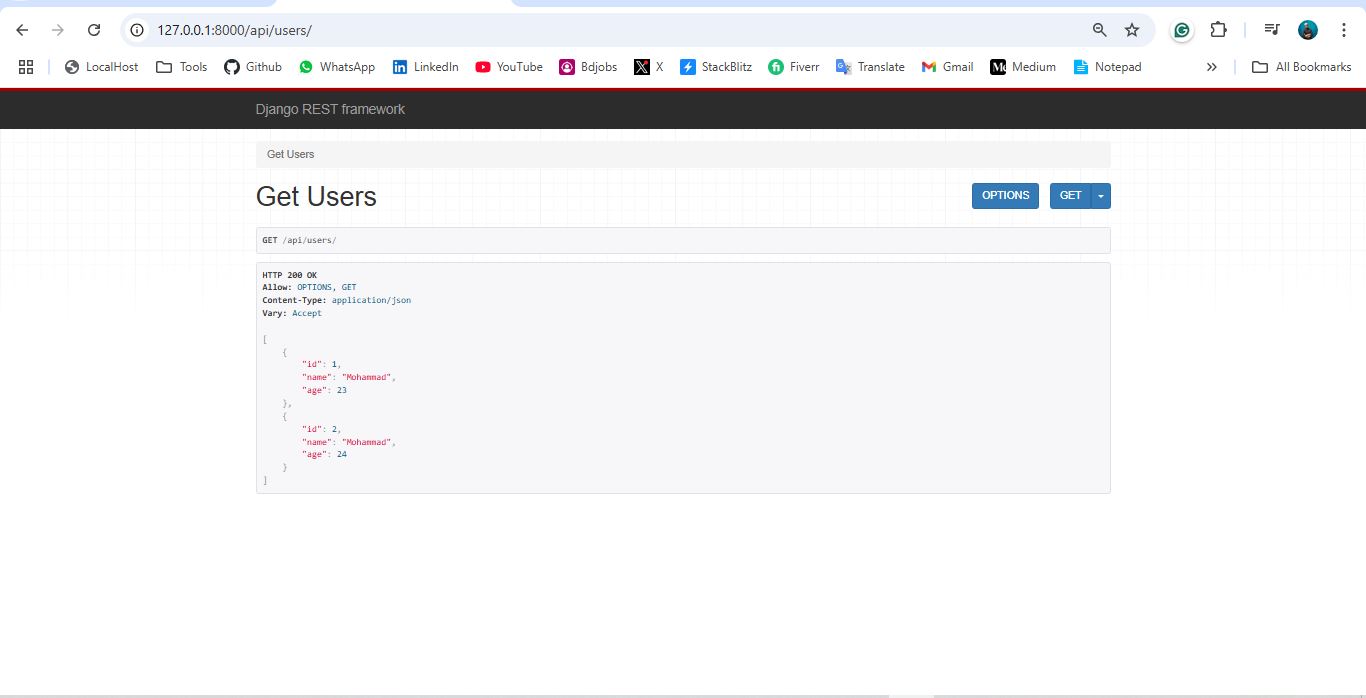 127.0.0.1:8000/api/users/
LocalHost Tools Github WhatsApp LinkedIn YouTube Bdjobs X StackBlitz Fiverr Translate Gmail Medium Notepad » All Bookmarks
Django REST framework
Get Users
Get Users OPTIONS GET
GET /api/users/
HTTP 200 OK
Allow: OPTIONS, GET
Content-Type: application/json
Vary: Accept
[
    {
        "id": 1,
        "name": "Mohammad",
        "age": 23
    },
    {
        "id": 2,
        "name": "Mohammad",
        "age": 24
    }
]